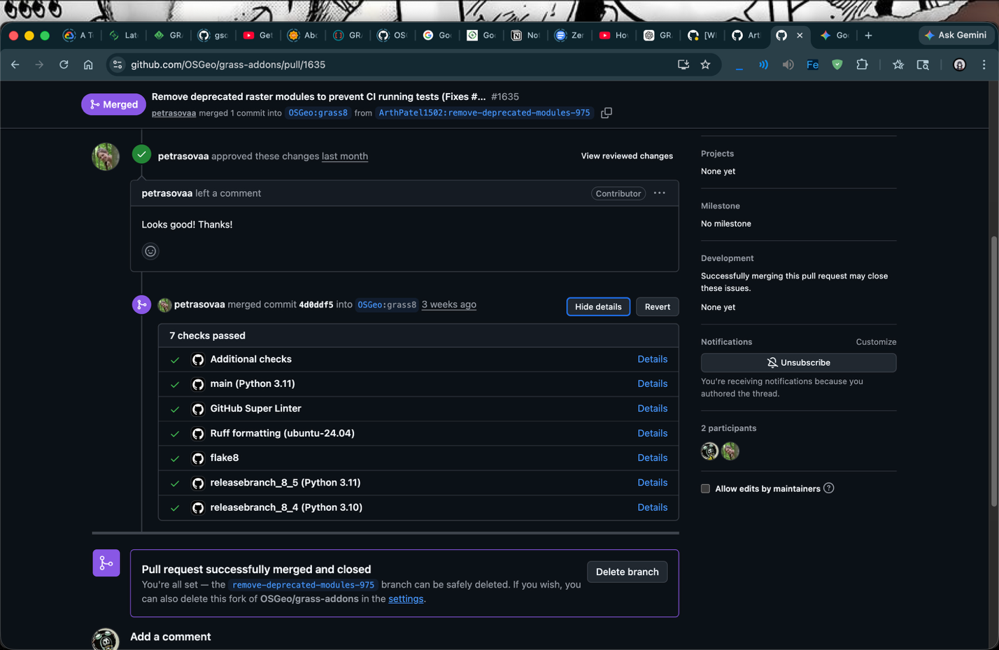 A T
Lat
GR
gsc
Get
Abo
GR
OS
Goo
Goo
Not
Zer
Hov
GR
[W
Art
Goo
Ask Gemini
github.com/OSGeo/grass-addons/pull/1635
Fe
Merged
Remove deprecated raster modules to prevent CI running tests (Fixes #... #1635
petrasovaa merged 1 commit into OSGeo:grass8 from ArthPatel1502:remove-deprecated-modules-975
petrasovaa approved these changes last month
View reviewed changes
petrasovaa left a comment
Contributor
Looks good! Thanks!
petrasovaa merged commit 4d0ddf5 into OSGeo:grass8 3 weeks ago
Hide details
Revert
7 checks passed
Additional checks Details
main (Python 3.11) Details
GitHub Super Linter Details
Ruff formatting (ubuntu-24.04) Details
flake8 Details
releasebranch_8_5 (Python 3.11) Details
releasebranch_8_4 (Python 3.10) Details
Pull request successfully merged and closed
You're all set — the remove-deprecated-modules-975 branch can be safely deleted. If you wish, you
can also delete this fork of OSGeo/grass-addons in the settings.
Delete branch
Add a comment
Projects
None yet
Milestone
No milestone
Development
Successfully merging this pull request may close
these issues.
None yet
Notifications
Customize
Unsubscribe
You're receiving notifications because you
authored the thread.
2 participants
Allow edits by maintainers